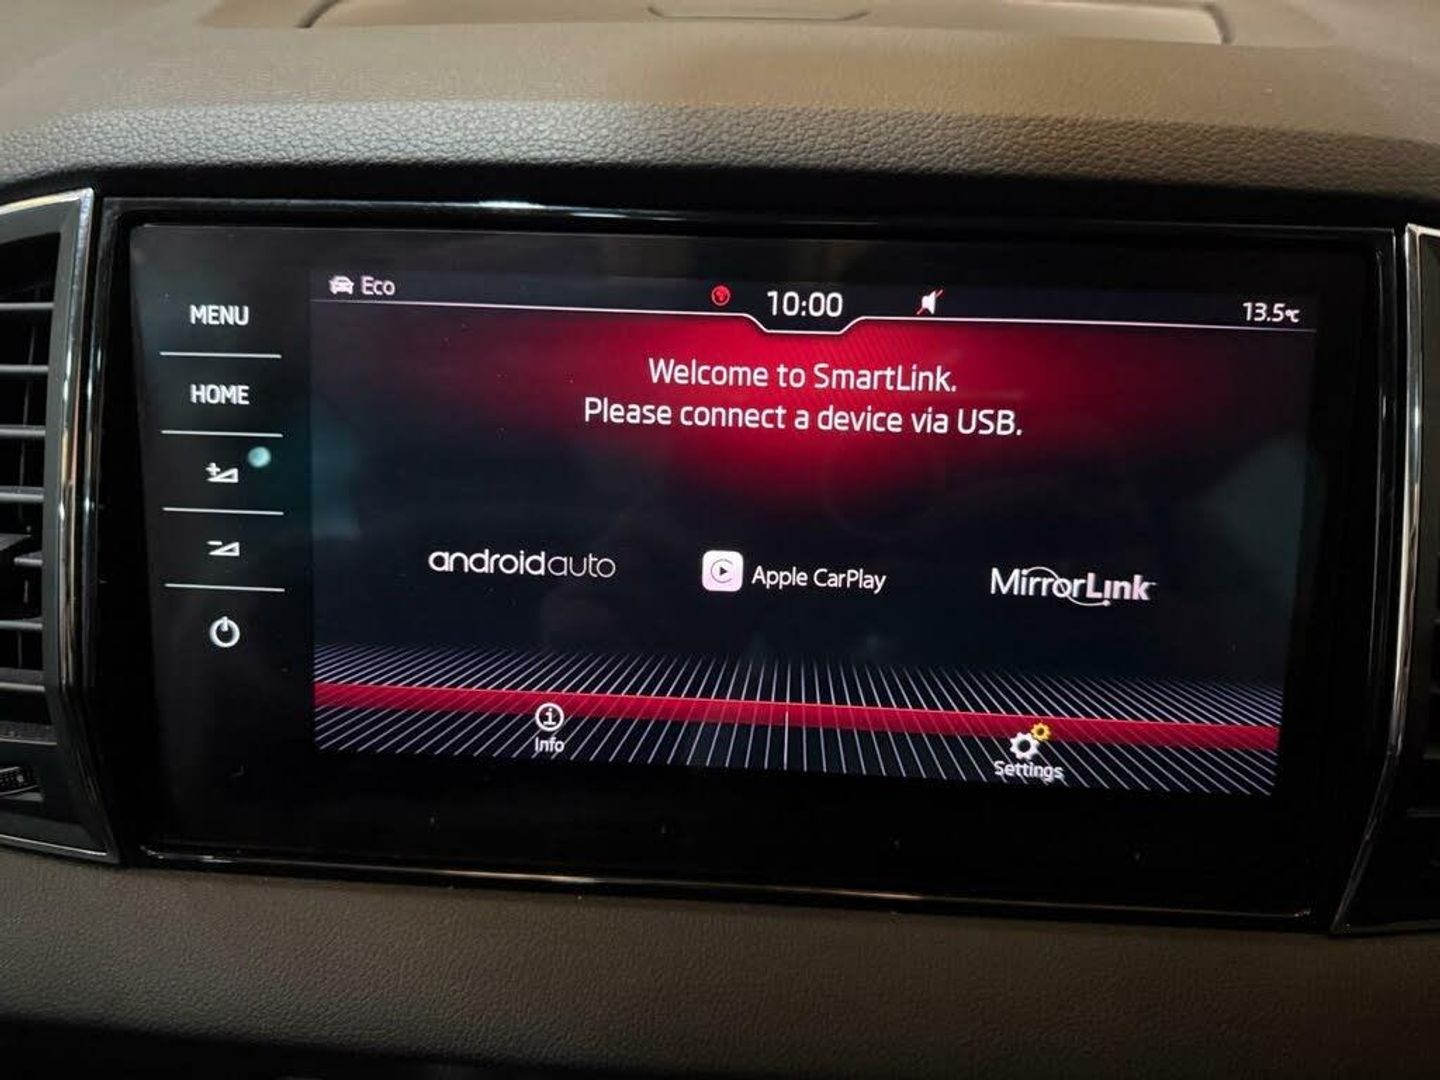 MENU
HOME
Eco
10:00
13.5°C
Welcome to SmartLink.
Please connect a device via USB.
androidauto
Apple CarPlay
MirrorLink™
Info
Settings